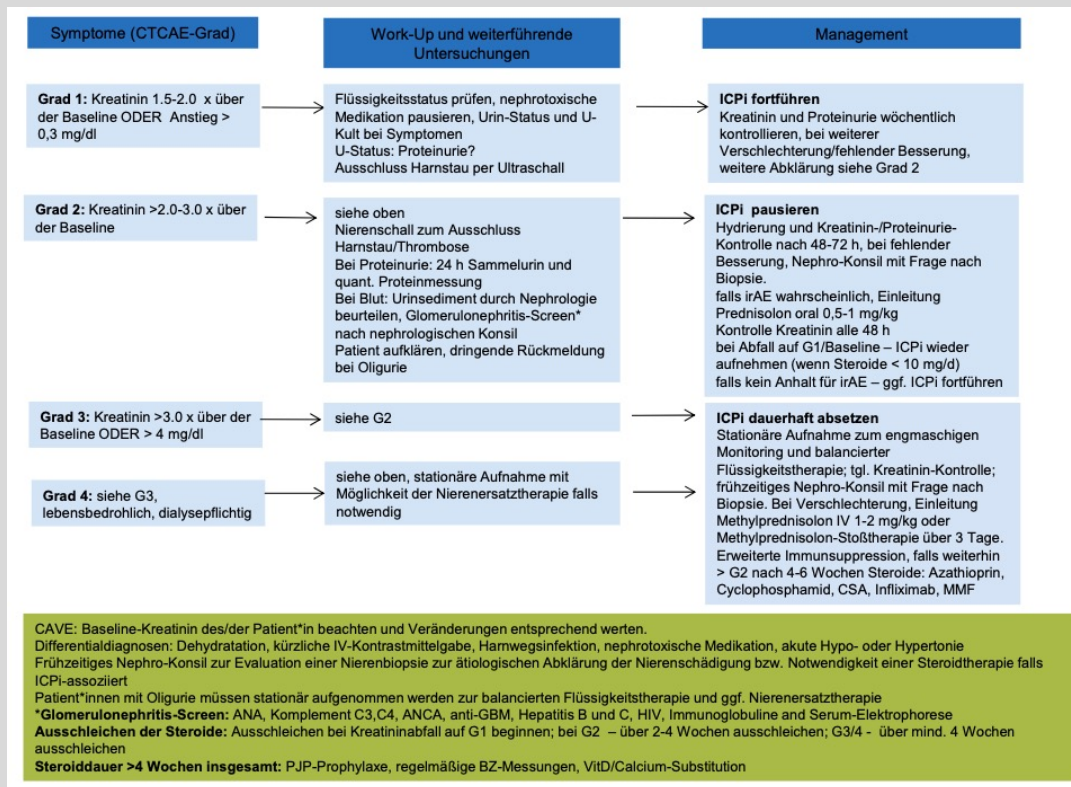 Symptome (CTCAE-Grad)
Work-Up und weiterführende
Untersuchungen
Management
Grad 1: Kreatinin 1.5-2.0 x über
der Baseline ODER Anstieg >
0,3 mg/dl
Flüssigkeitsstatus prüfen, nephrotoxische
Medikation pausieren, Urin-Status und U-
Kult bei Symptomen
U-Status: Proteinurie?
Ausschluss Harnstau per Ultraschall
ICPi fortführen
Kreatinin und Proteinurie wöchentlich
kontrollieren, bei weiterer
Verschlechterung/fehlender Besserung,
weitere Abklärung siehe Grad 2
Grad 2: Kreatinin >2.0-3.0 x über
der Baseline
siehe oben
Nierenschall zum Ausschluss
Harnstau/Thrombose
Bei Proteinurie: 24 h Sammelurin und
quant. Proteinmessung
Bei Blut: Urinsediment durch Nephrologie
beurteilen, Glomerulonephritis-Screen*
nach nephrologischen Konsil
Patient aufklären, dringende Rückmeldung
bei Oligurie
ICPi pausieren
Hydrierung und Kreatinin-/Proteinurie-
Kontrolle nach 48-72 h, bei fehlender
Besserung, Nephro-Konsil mit Frage nach
Biopsie.
falls irAE wahrscheinlich, Einleitung
Prednisolon oral 0,5-1 mg/kg
Kontrolle Kreatinin alle 48 h
bei Abfall auf G1/Baseline – ICPi wieder
aufnehmen (wenn Steroide < 10 mg/d)
falls kein Anhalt für irAE – ggf. ICPi fortführen
Grad 3: Kreatinin >3.0 x über der
Baseline ODER > 4 mg/dl
siehe G2
ICPi dauerhaft absetzen
Stationäre Aufnahme zum engmaschigen
Monitoring und balancierter
Flüssigkeitstherapie; tgl. Kreatinin-Kontrolle;
frühzeitiges Nephro-Konsil mit Frage nach
Biopsie. Bei Verschlechterung, Einleitung
Methylprednisolon IV 1-2 mg/kg oder
Methylprednisolon-Stoßtherapie über 3 Tage.
Erweiterte Immunsuppression, falls weiterhin
> G2 nach 4-6 Wochen Steroide: Azathioprin,
Cyclophosphamid, CSA, Infliximab, MMF
Grad 4: siehe G3,
lebensbedrohlich, dialysepflichtig
siehe oben, stationäre Aufnahme mit
Möglichkeit der Nierenersatztherapie falls
notwendig
CAVE: Baseline-Kreatinin des/der Patient*in beachten und Veränderungen entsprechend werten.
Differentialdiagnosen: Dehydratation, kürzliche IV-Kontrastmittelgabe, Harnwegsinfektion, nephrotoxische Medikation, akute Hypo- oder Hypertonie
Frühzeitiges Nephro-Konsil zur Evaluation einer Nierenbiopsie zur ätiologischen Abklärung der Nierenschädigung bzw. Notwendigkeit einer Steroidtherapie falls
ICPi-assoziiert
Patient*innen mit Oligurie müssen stationär aufgenommen werden zur balancierten Flüssigkeitstherapie und ggf. Nierenersatztherapie
*Glomerulonephritis-Screen: ANA, Komplement C3,C4, ANCA, anti-GBM, Hepatitis B und C, HIV, Immunoglobuline and Serum-Elektrophorese
Ausschleichen der Steroide: Ausschleichen bei Kreatininabfall auf G1 beginnen; bei G2 – über 2-4 Wochen ausschleichen; G3/4 - über mind. 4 Wochen
ausschleichen
Steroiddauer >4 Wochen insgesamt: PJP-Prophylaxe, regelmäßige BZ-Messungen, VitD/Calcium-Substitution